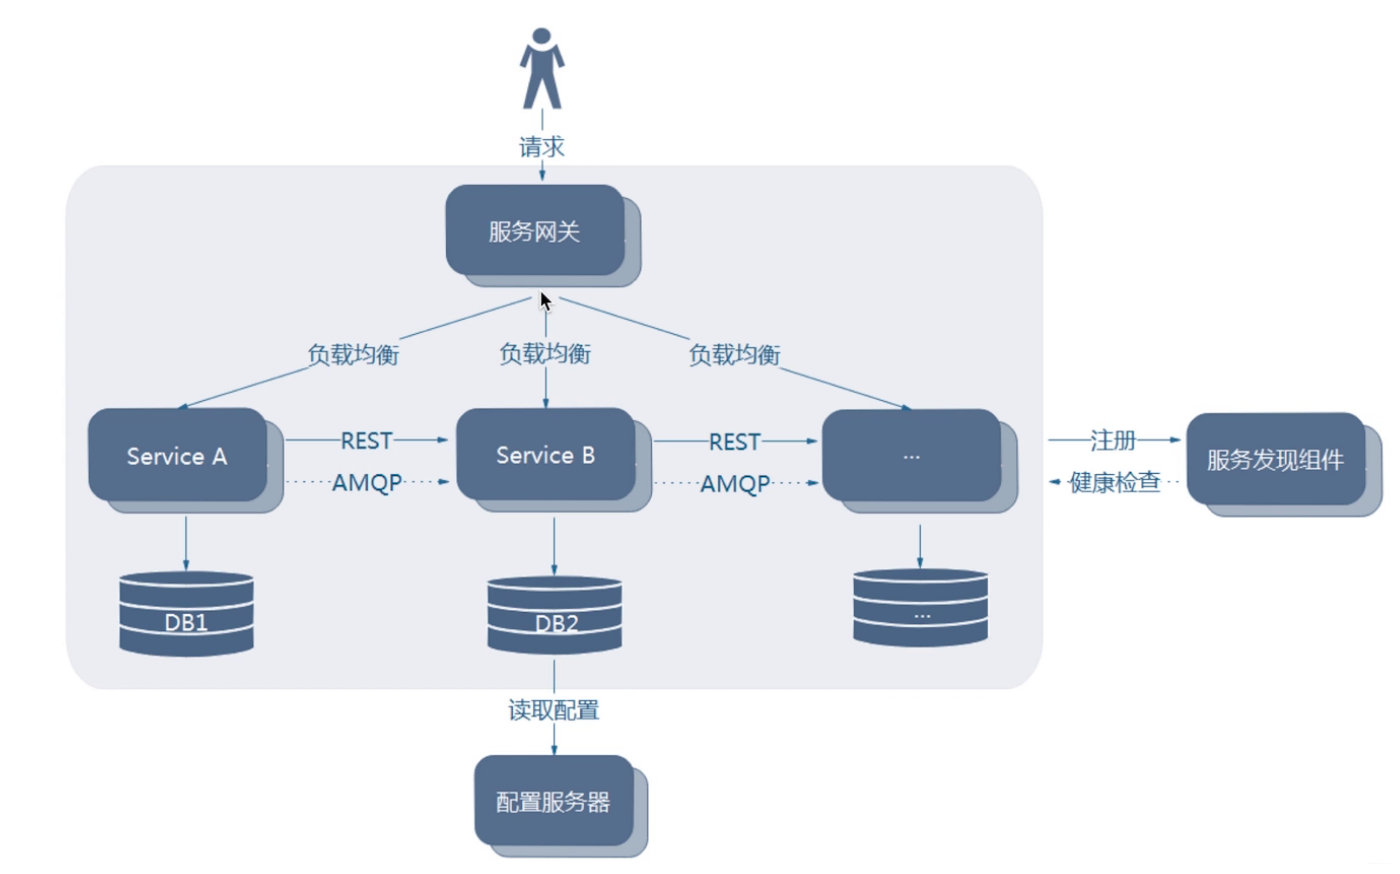 请求
服务网关
负载均衡
负载均衡
负载均衡
Service A
REST
AMQP
Service B
REST
AMQP
...
注册
健康检查
服务发现组件
DB1
DB2
...
读取配置
配置服务器